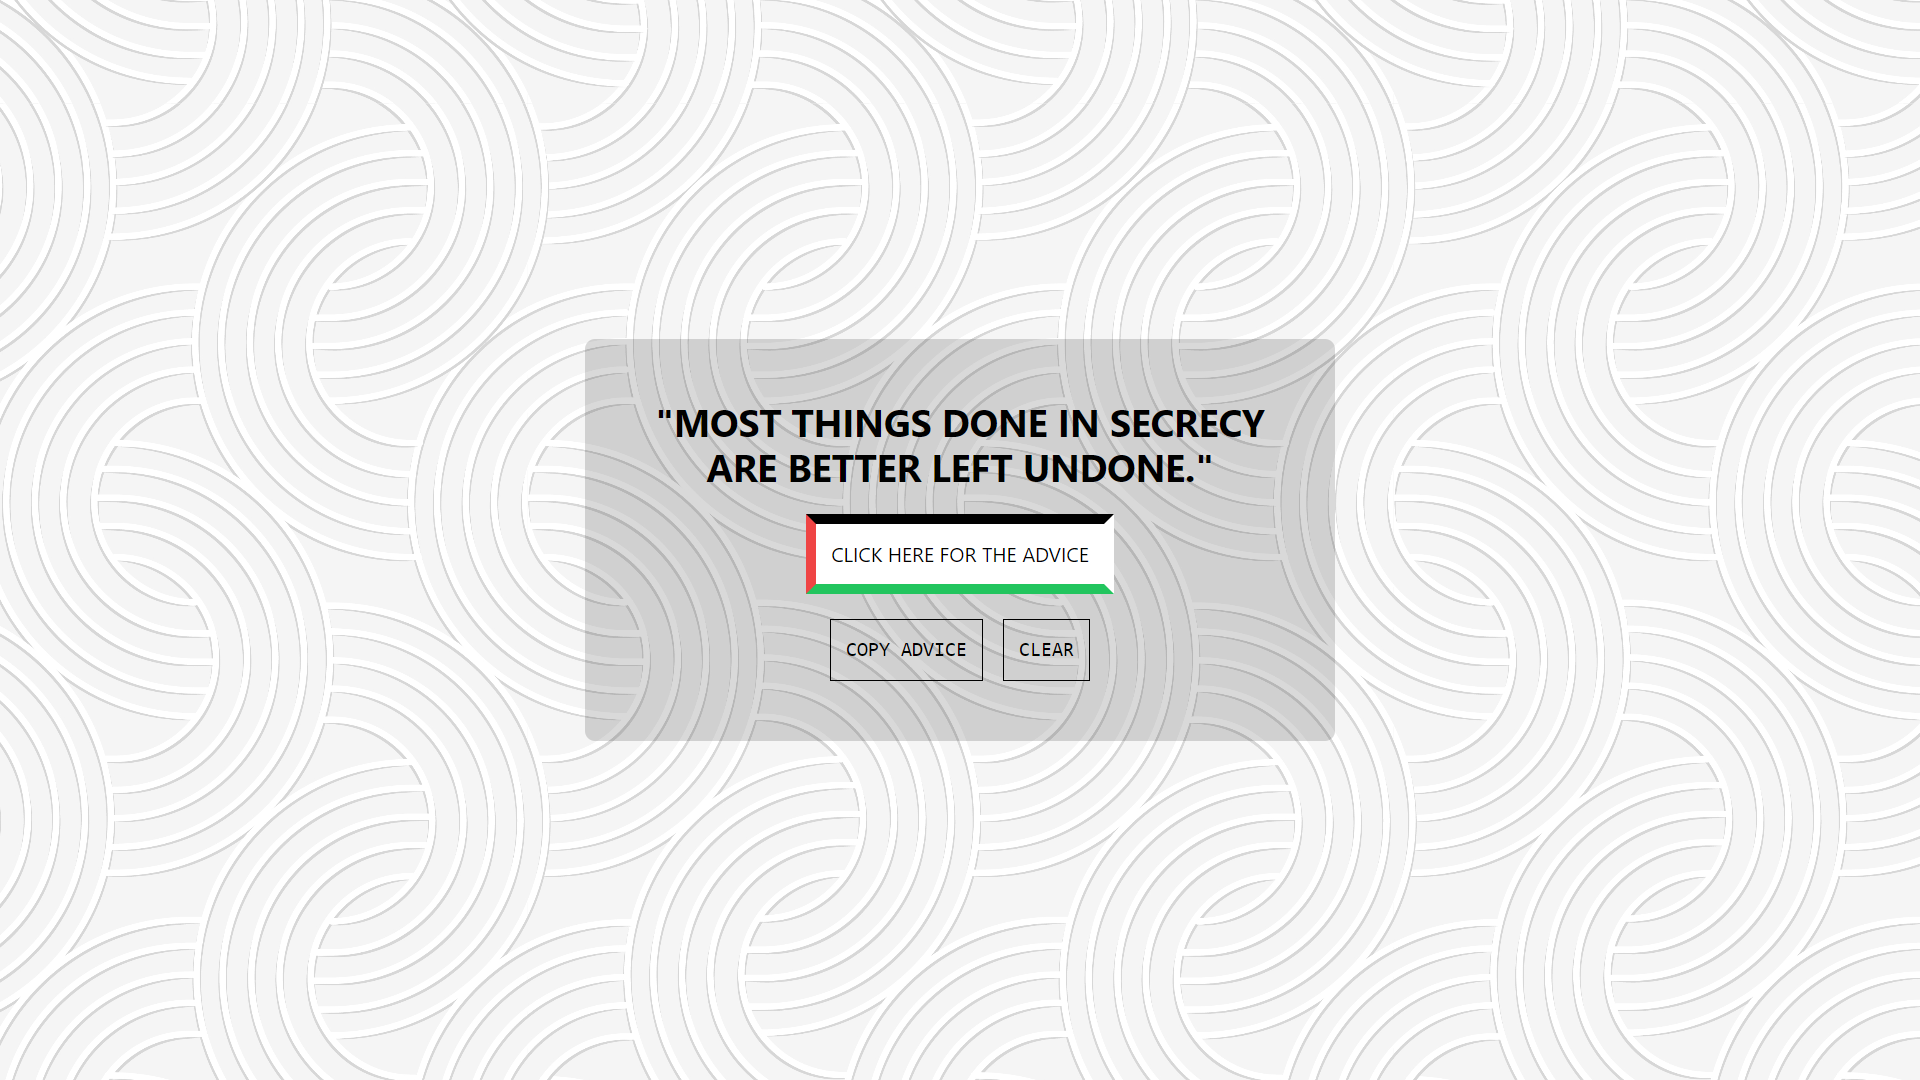 "MOST THINGS DONE IN SECRECY
ARE BETTER LEFT UNDONE."
CLICK HERE FOR THE ADVICE
COPY ADVICE
CLEAR